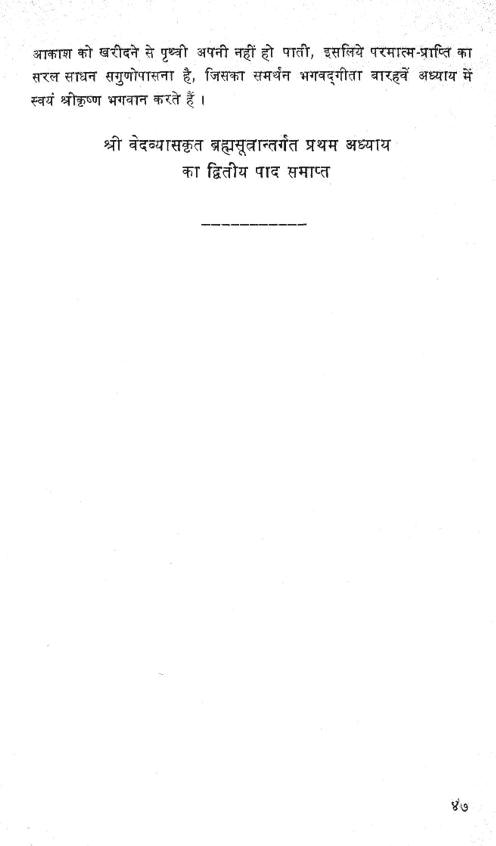 आकाश को खरीदने से पृथ्वी अपनी नहीं हो पाती, इसलिये परमात्म-प्राप्ति का
सरल साधन सगुणोपासना है, जिसका समर्थन भगवद्‌गीता बारहवें अध्याय में
स्वयं श्रीकृष्ण भगवान करते हैं ।
श्री वेदव्यासकृत ब्रह्मसूत्रान्तर्गत प्रथम अध्याय
का द्वितीय पाद समाप्त
४७